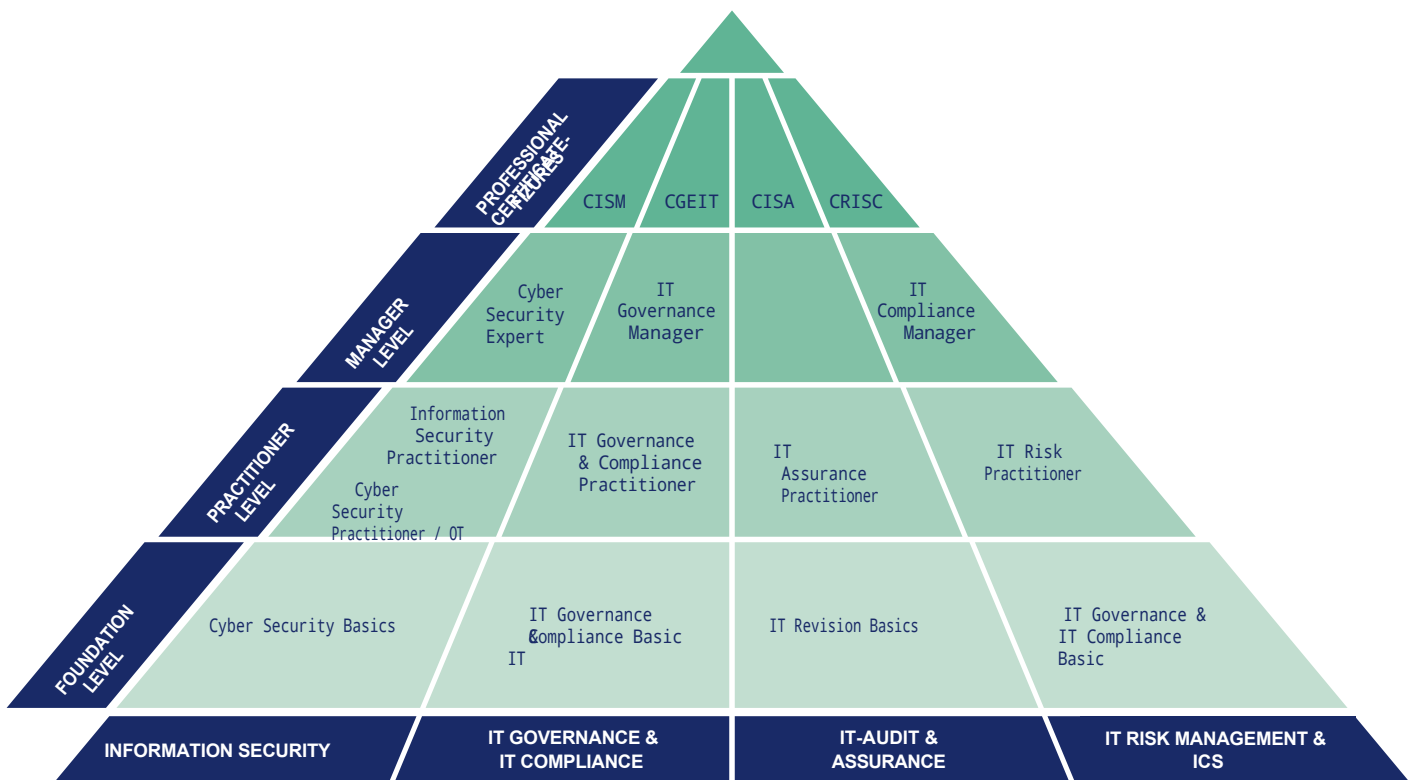 PROFESSIONAL
CERTIFICATE-
FIZURES
CISM
CGEIT
CISA
CRISC
MANAGER
LEVEL
Cyber
Security
Expert
IT
Governance
Manager
IT
Compliance
Manager
PRACTITIONER
LEVEL
Information
Security
Practitioner
Cyber
Security
Practitioner / OT
IT Governance
& Compliance
Practitioner
IT
Assurance
Practitioner
IT Risk
Practitioner
FOUNDATION
LEVEL
Cyber Security Basics
IT Governance
& Compliance Basic
IT
IT Revision Basics
IT Governance &
IT Compliance
Basic
INFORMATION SECURITY
IT GOVERNANCE &
IT COMPLIANCE
IT-AUDIT &
ASSURANCE
IT RISK MANAGEMENT &
ICS